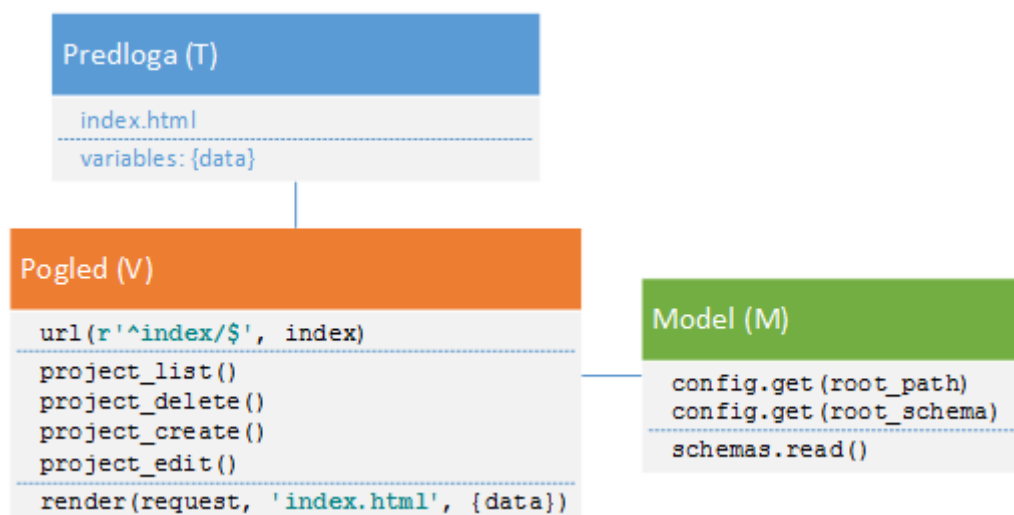 Predloga (T)
index.html
variables: {data}
Pogled (V)
url(r'^index/$', index)
project_list()
project_delete()
project_create()
project_edit()
render(request, 'index.html', {data})
Model (M)
config.get(root_path)
config.get(root_schema)
schemas.read()